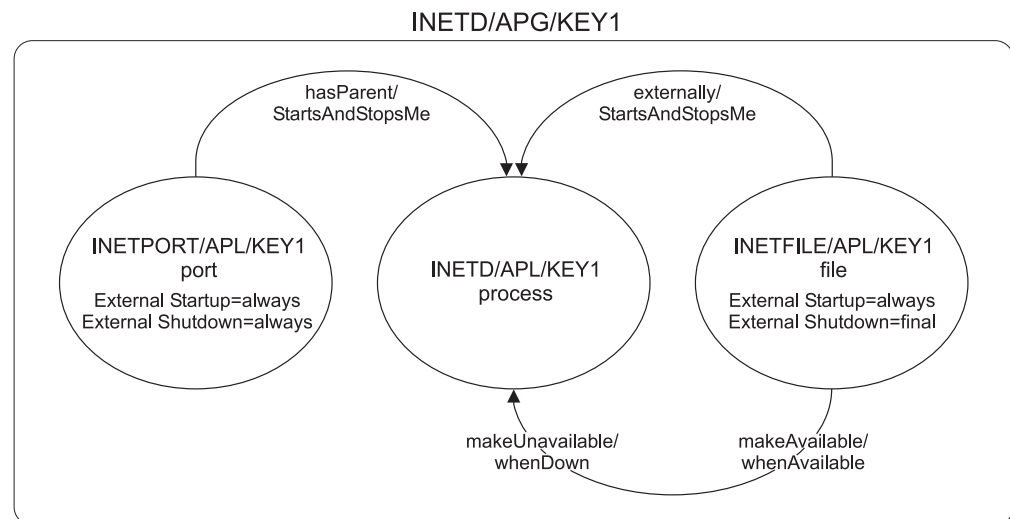 INETD/APG/KEY1
hasParent/
StartsAndStopsMe
externally/
StartsAndStopsMe
INETPORT/APL/KEY1
port
External Startup=always
External Shutdown=always
INETD/APL/KEY1
process
INETFILE/APL/KEY1
file
External Startup=always
External Shutdown=final
makeUnavailable/
whenDown
makeAvailable/
whenAvailable